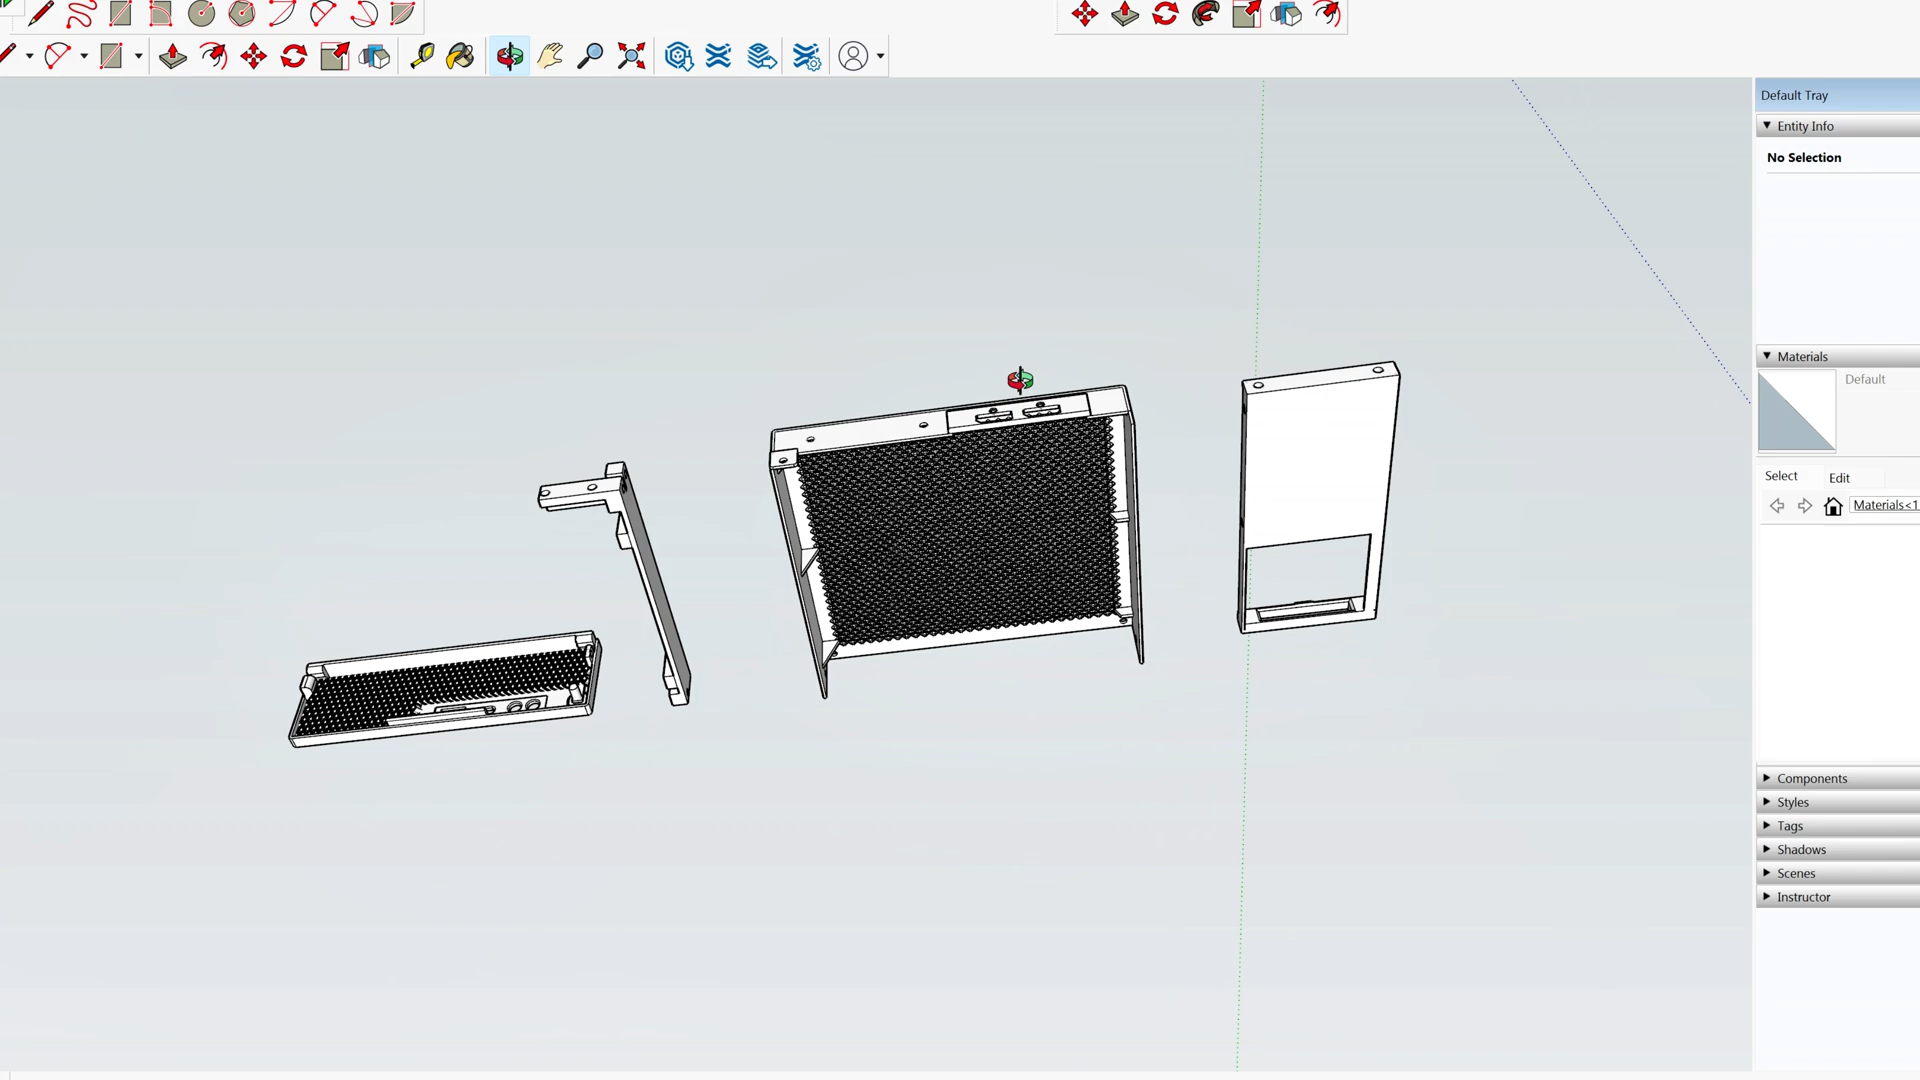 Default Tray
Entity Info
No Selection
Materials
Default
Select
Edit
Materials<1
Components
Styles
Tags
Shadows
Scenes
Instructor